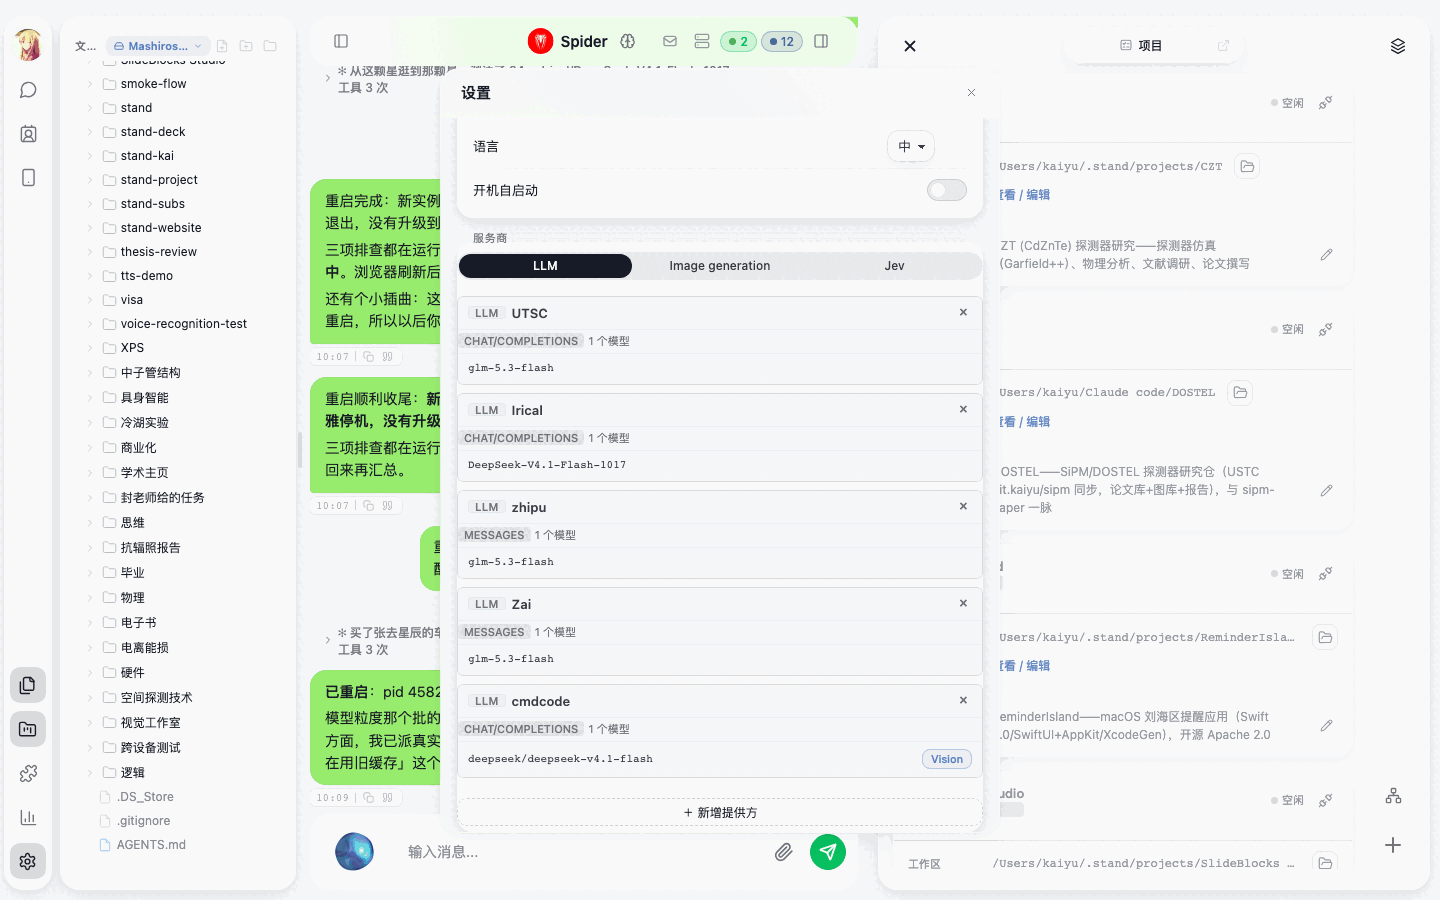 文...
Mashiros...
SlideBlocks Studio
smoke-flow
stand
stand-deck
stand-kai
stand-project
stand-subs
stand-website
thesis-review
tts-demo
visa
voice-recognition-test
XPS
中子管结构
具身智能
冷湖实验
商业化
学术主页
封老师给的任务
思维
抗辐照报告
毕业
物理
电子书
电离能损
硬件
空间探测技术
视觉工作室
跨设备测试
逻辑
.DS_Store
.gitignore
AGENTS.md
Spider
2
12
从这颗星逛到那颗星
工具 3 次
重启完成：新实例
退出，没有升级到
三项排查都在运行
中。浏览器刷新后
还有个小插曲：这
重启，所以以后你
10:07
重启顺利收尾：新
雅停机，没有升级
三项排查都在运行
回来再汇总。
10:07
买了张去星辰的车
工具 3 次
已重启：pid 4582
模型粒度那个批的
方面，我已派真实
在用旧缓存」这个
10:09
输入消息...
设置
语言
中
开机自启动
服务商
LLM
Image generation
Jev
LLM UTSC
CHAT/COMPLETIONS 1 个模型
glm-5.3-flash
LLM Irical
CHAT/COMPLETIONS 1 个模型
DeepSeek-V4.1-Flash-1017
LLM zhipu
MESSAGES 1 个模型
glm-5.3-flash
LLM Zai
MESSAGES 1 个模型
glm-5.3-flash
LLM cmdcode
CHAT/COMPLETIONS 1 个模型
deepseek/deepseek-v4.1-flash
Vision
+ 新增提供方
项目
空闲
Users/kaiyu/.stand/projects/CZT
查看 / 编辑
ZT (CdZnTe) 探测器研究——探测器仿真
(Garfield++)、物理分析、文献调研、论文撰写
空闲
Users/kaiyu/Claude code/DOSTEL
查看 / 编辑
OSTEL——SiPM/DOSTEL 探测器研究仓（USTC
it.kaiyu/sipm 同步，论文库+图库+报告），与 sipm-
aper 一脉
d
空闲
Users/kaiyu/.stand/projects/ReminderIsla…
查看 / 编辑
eminderIsland——macOS 刘海区提醒应用（Swift
.0/SwiftUI+AppKit/XcodeGen），开源 Apache 2.0
udio
空闲
工作区
/Users/kaiyu/.stand/projects/SlideBlocks …